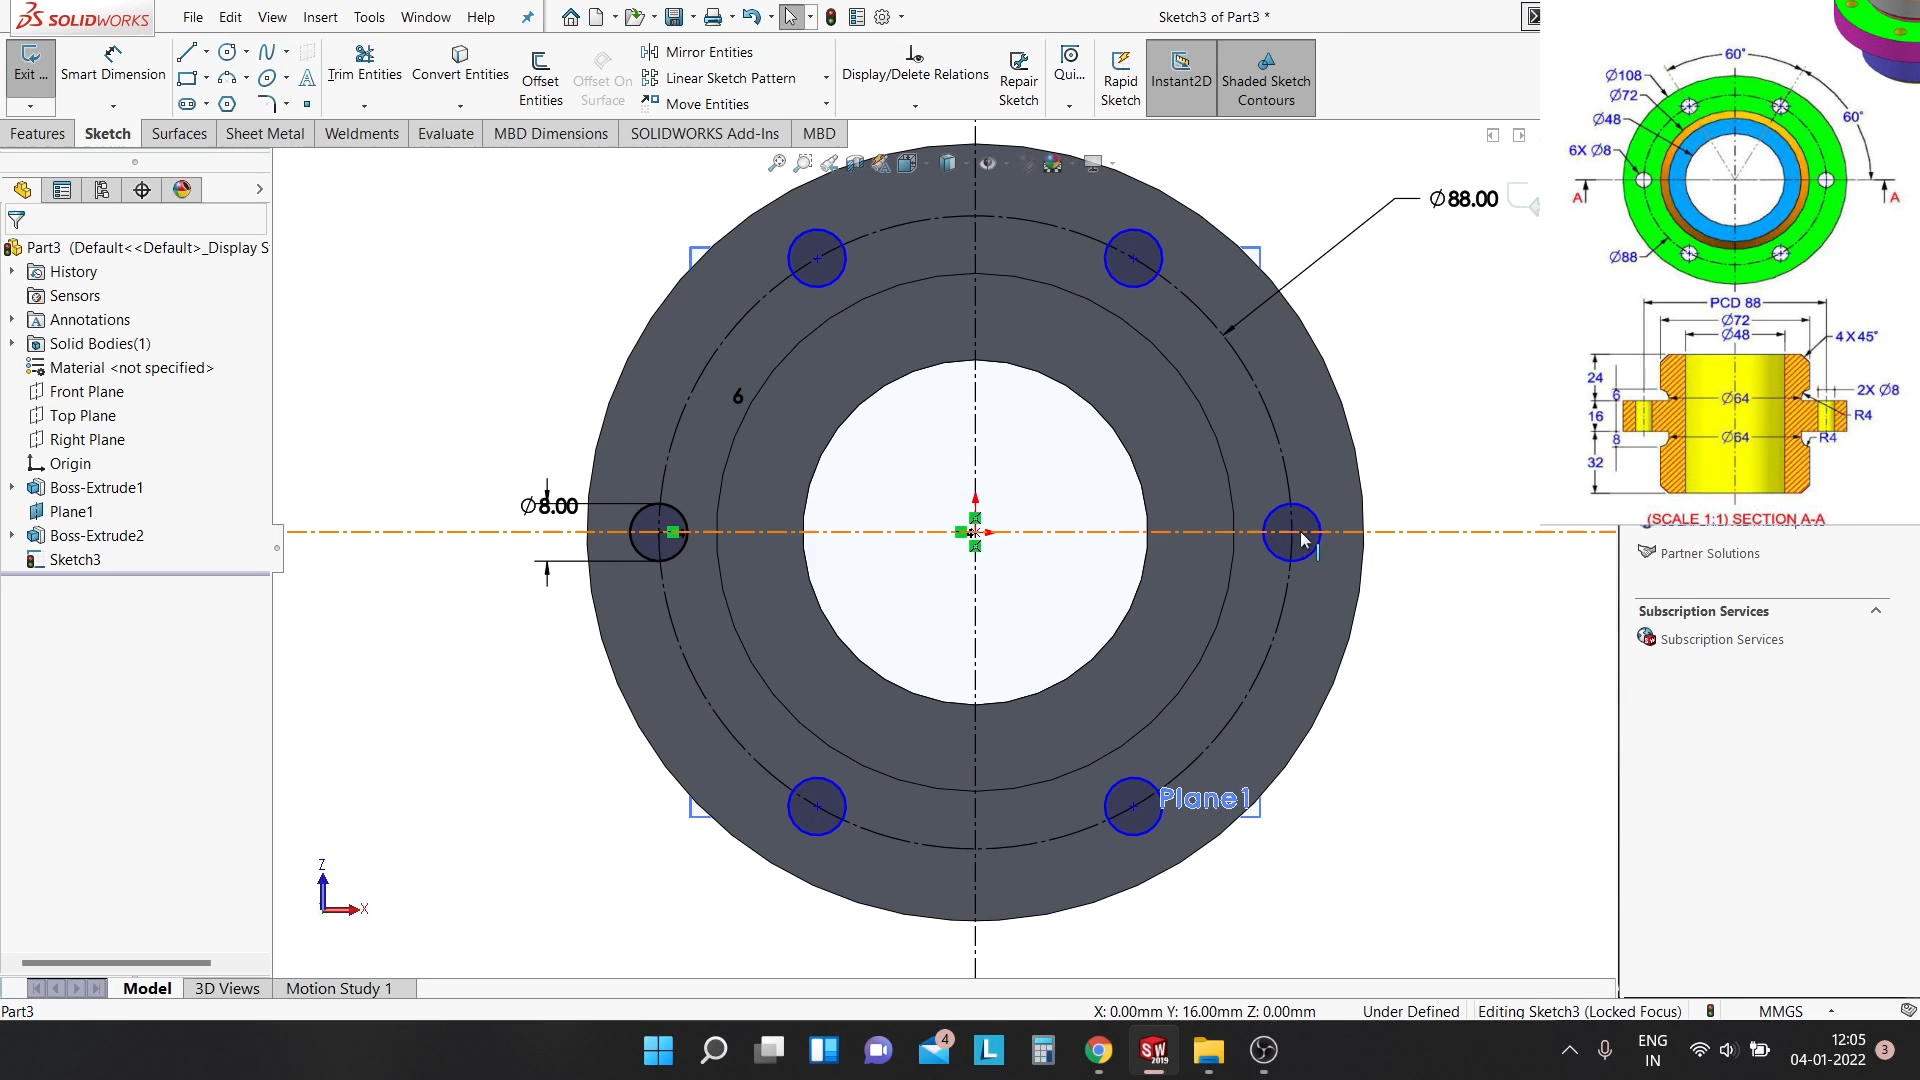 SOLIDWORKS
File Edit View Insert Tools Window Help
Sketch3 of Part3 *
Exit ...
Smart Dimension
Trim Entities
Convert Entities
Offset Entities
Offset On Surface
Mirror Entities
Linear Sketch Pattern
Move Entities
Display/Delete Relations
Repair Sketch
Qui...
Rapid Sketch
Instant2D
Shaded Sketch Contours
Features Sketch Surfaces Sheet Metal Weldments Evaluate MBD Dimensions SOLIDWORKS Add-Ins MBD
Part3 (Default<<Default>_Display S
History
Sensors
Annotations
Solid Bodies(1)
Material <not specified>
Front Plane
Top Plane
Right Plane
Origin
Boss-Extrude1
Plane1
Boss-Extrude2
Sketch3
Ø88.00
6
Ø8.00
Plane1
Z
X
60°
Ø108
Ø72
60°
Ø48
6X Ø8
A A
Ø88
PCD 88
Ø72
Ø48
4X45°
24
6
Ø64
2X Ø8
16
R4
8
Ø64
R4
32
(SCALE 1:1) SECTION A-A
Partner Solutions
Subscription Services
Subscription Services
Model 3D Views Motion Study 1
Part3
X: 0.00mm Y: 16.00mm Z: 0.00mm
Under Defined
Editing Sketch3 (Locked Focus)
MMGS
4
L
SW
2019
ENG
IN
12:05
04-01-2022
3